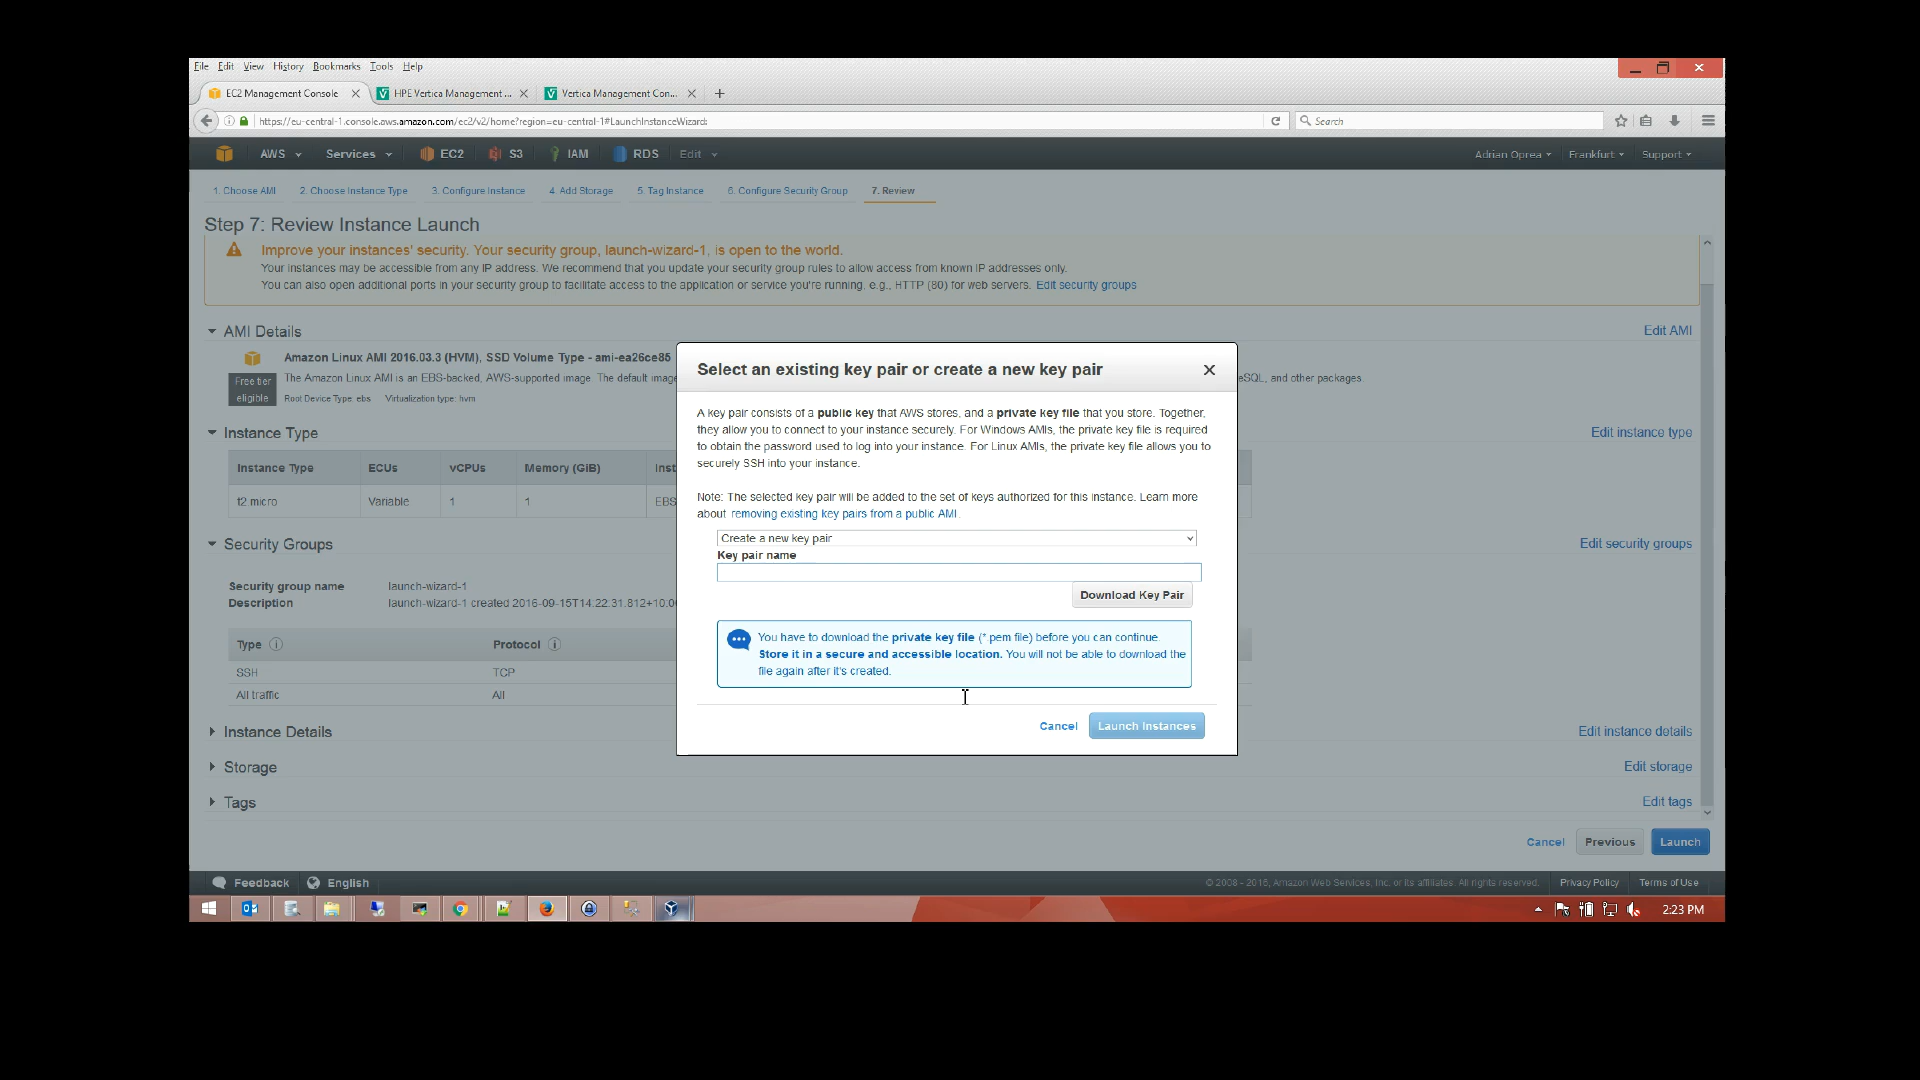 File Edit View History Bookmarks Tools Help
EC2 Management Console
HPE Vertica Management ...
Vertica Management Con...
https://eu-central-1.console.aws.amazon.com/ec2/v2/home?region=eu-central-1#LaunchInstanceWizard:
Search
AWS Services EC2 S3 IAM RDS Edit
Adrian Oprea Frankfurt Support
1. Choose AMI 2. Choose Instance Type 3. Configure Instance 4. Add Storage 5. Tag Instance 6. Configure Security Group 7. Review
Step 7: Review Instance Launch
Improve your instances' security. Your security group, launch-wizard-1, is open to the world.
Your instances may be accessible from any IP address. We recommend that you update your security group rules to allow access from known IP addresses only.
You can also open additional ports in your security group to facilitate access to the application or service you're running, e.g., HTTP (80) for web servers. Edit security groups
AMI Details
Edit AMI
Amazon Linux AMI 2016.03.3 (HVM), SSD Volume Type - ami-ea26ce85
Free tier eligible
The Amazon Linux AMI is an EBS-backed, AWS-supported image. The default image
eSQL, and other packages.
Root Device Type: ebs Virtualization type: hvm
Instance Type
Edit instance type
Instance Type ECUs vCPUs Memory (GiB) Inst
t2.micro Variable 1 1 EBS
Security Groups
Edit security groups
Security group name launch-wizard-1
Description launch-wizard-1 created 2016-09-15T14:22:31.812+10:0
Type Protocol
SSH TCP
All traffic All
Instance Details
Edit instance details
Storage
Edit storage
Tags
Edit tags
Cancel Previous Launch
Select an existing key pair or create a new key pair
A key pair consists of a public key that AWS stores, and a private key file that you store. Together,
they allow you to connect to your instance securely. For Windows AMIs, the private key file is required
to obtain the password used to log into your instance. For Linux AMIs, the private key file allows you to
securely SSH into your instance.
Note: The selected key pair will be added to the set of keys authorized for this instance. Learn more
about removing existing key pairs from a public AMI.
Create a new key pair
Key pair name
Download Key Pair
You have to download the private key file (*.pem file) before you can continue.
Store it in a secure and accessible location. You will not be able to download the
file again after it's created.
Cancel Launch Instances
Feedback English
© 2008 - 2016, Amazon Web Services, Inc. or its affiliates. All rights reserved. Privacy Policy Terms of Use
2:23 PM